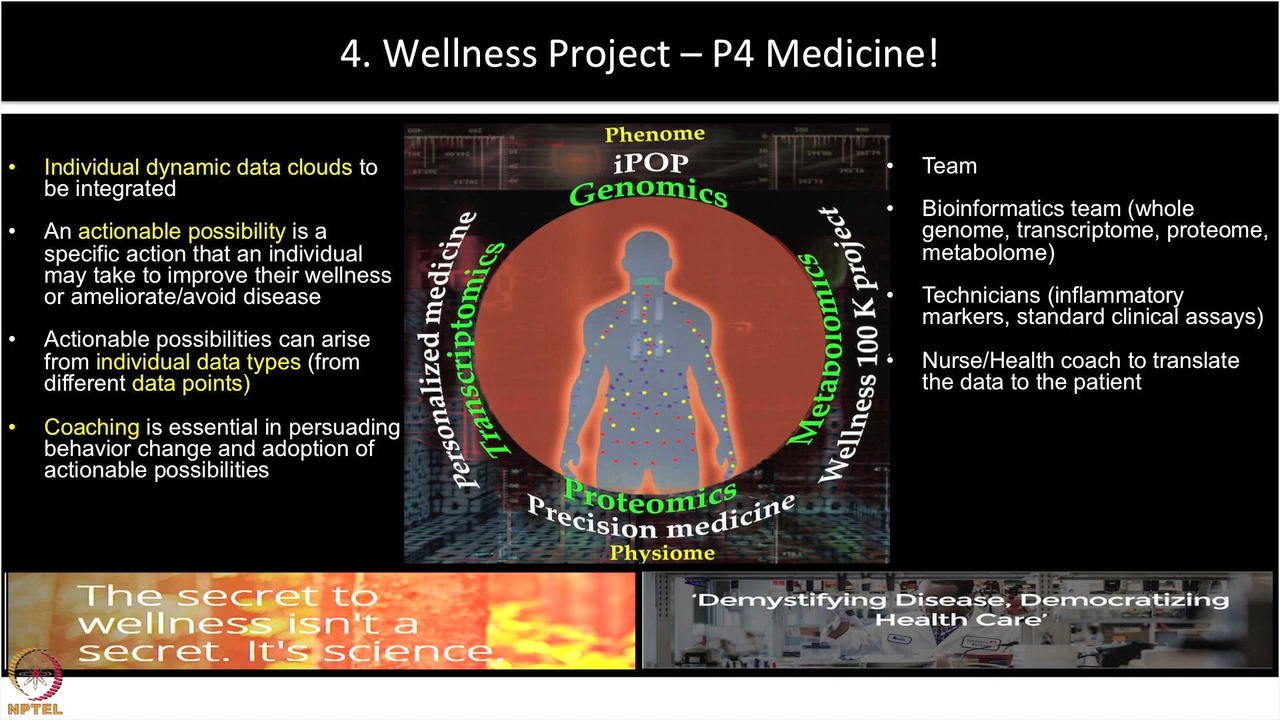 4. Wellness Project – P4 Medicine!
• Individual dynamic data clouds to
be integrated
• An actionable possibility is a
specific action that an individual
may take to improve their wellness
or ameliorate/avoid disease
• Actionable possibilities can arise
from individual data types (from
different data points)
• Coaching is essential in persuading
behavior change and adoption of
actionable possibilities
Phenome
iPOP
Genomics
Personalized medicine
Transcriptomics
Metabolomics
Wellness 100 K project
Proteomics
Precision medicine
Physiome
• Team
• Bioinformatics team (whole
genome, transcriptome, proteome,
metabolome)
• Technicians (inflammatory
markers, standard clinical assays)
• Nurse/Health coach to translate
the data to the patient
The secret to
wellness isn't a
secret. It's science.
‘Demystifying Disease, Democratizing
Health Care’
NPTEL